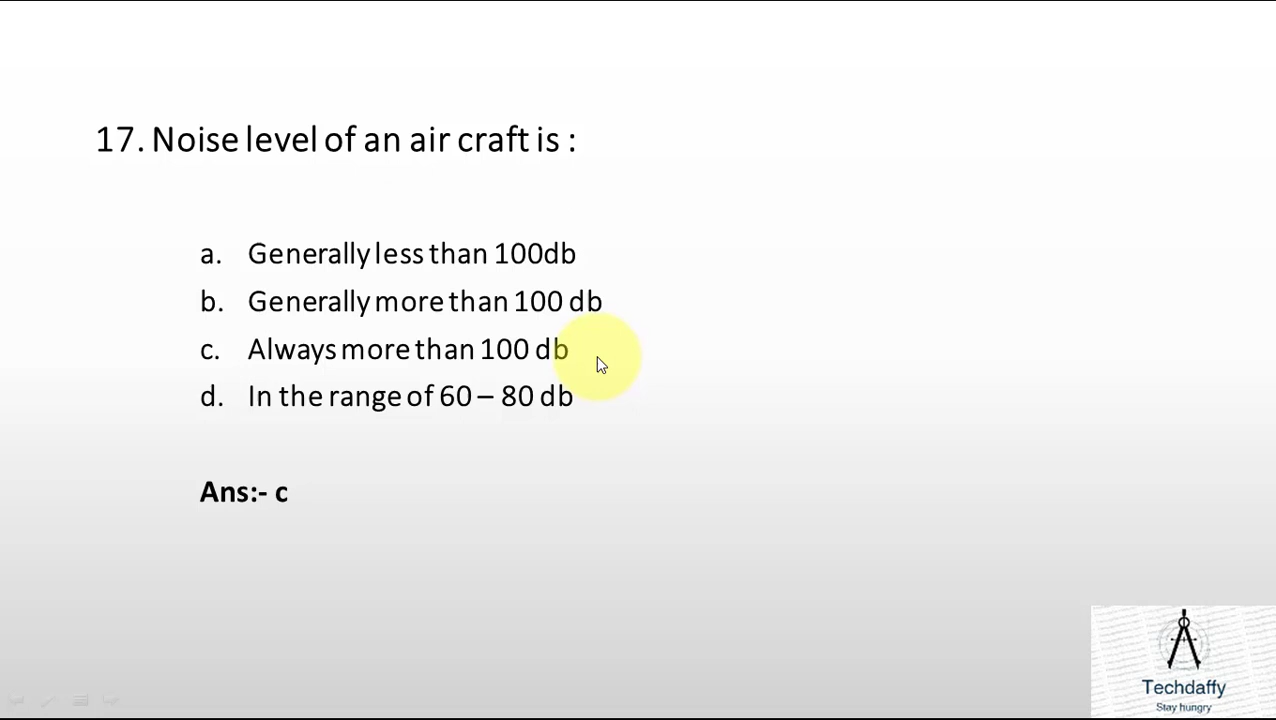 17. Noise level of an air craft is :
a. Generally less than 100db
b. Generally more than 100 db
c. Always more than 100 db
d. In the range of 60 – 80 db
Ans:- c
Techdaffy
Stay hungry